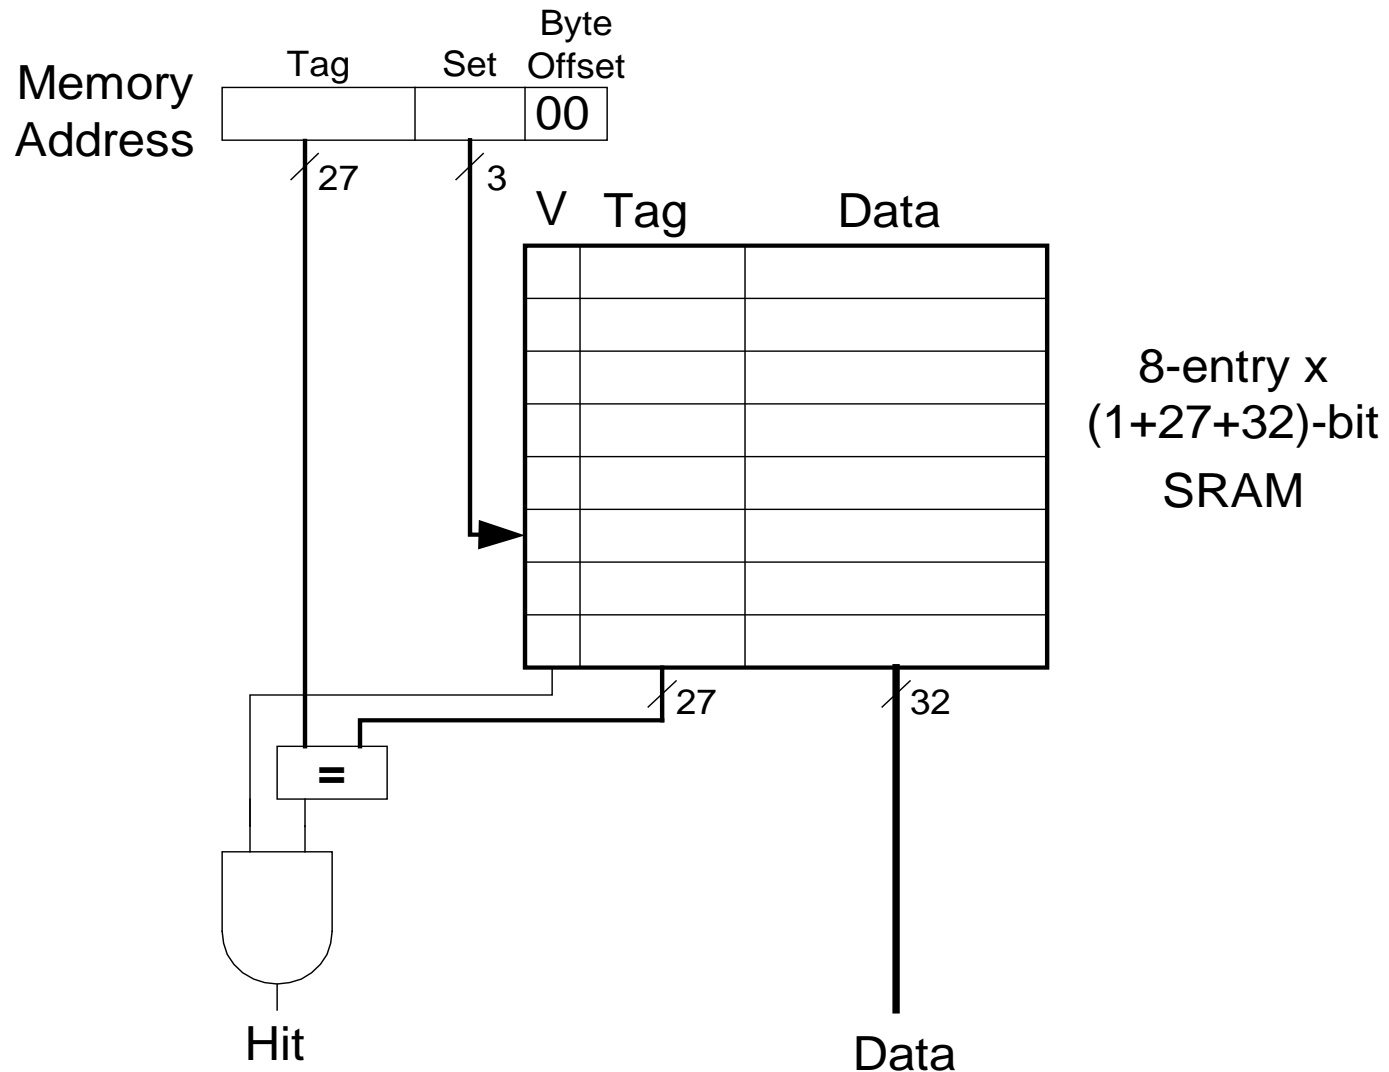 Byte
Tag Set Offset
Memory
Address
00
27
3
V Tag Data
8-entry x
(1+27+32)-bit
SRAM
27
32
=
Hit
Data